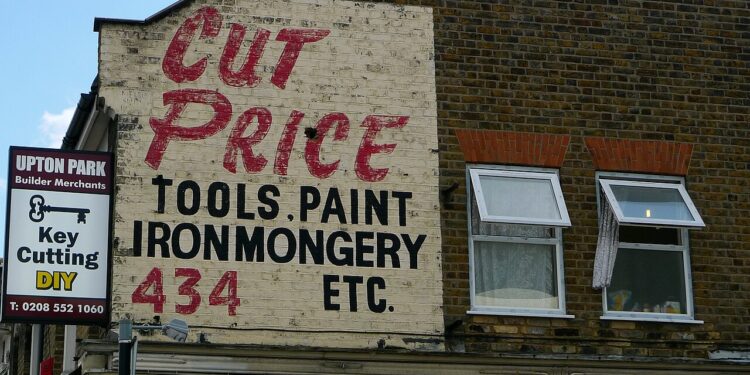 CUT
PRICE
TOOLS, PAINT
IRONMONGERY
434 ETC.
UPTON PARK
Builder Merchants
Key
Cutting
DIY
T: 0208 552 1060